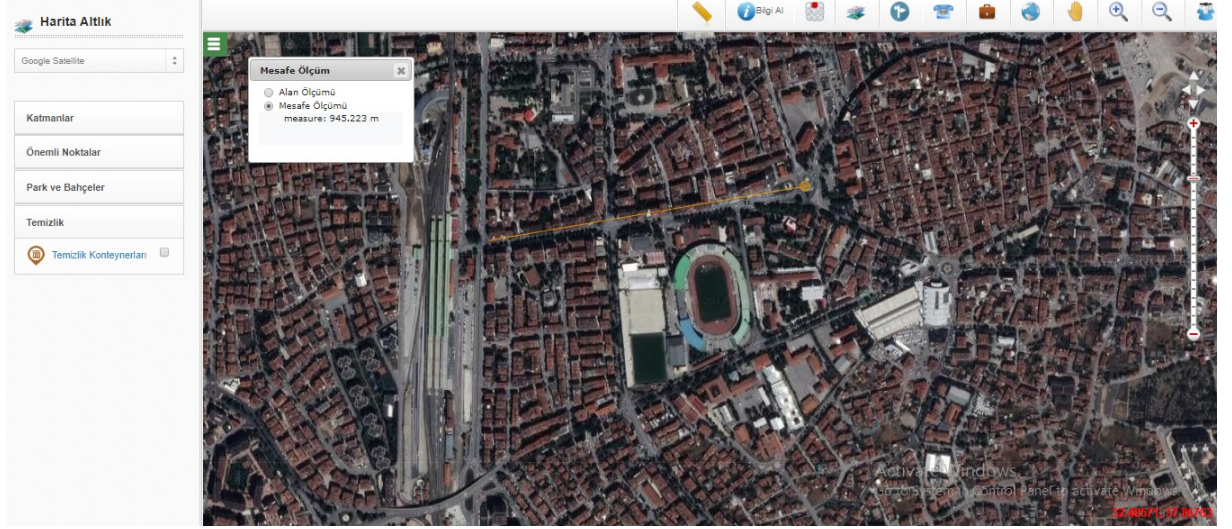 Harita Altlık
Bilgi Al
Google Satellite
Mesafe Ölçüm
Alan Ölçümü
Mesafe Ölçümü
measure: 945.223 m
Katmanlar
Önemli Noktalar
Park ve Bahçeler
Temizlik
Temizlik Konteynerları
Activate Windows
Go to System in Control Panel to activate Windows.